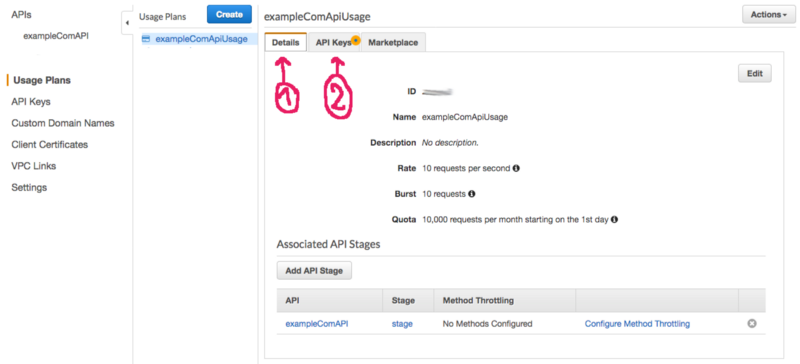 APIs
exampleComAPI
Usage Plans
API Keys
Custom Domain Names
Client Certificates
VPC Links
Settings
Usage Plans
Create
exampleComApiUsage
exampleComApiUsage
Actions
Details
API Keys
Marketplace
1
2
Edit
ID
Name exampleComApiUsage
Description No description.
Rate 10 requests per second
Burst 10 requests
Quota 10,000 requests per month starting on the 1st day
Associated API Stages
Add API Stage
API Stage Method Throttling
exampleComAPI stage No Methods Configured Configure Method Throttling